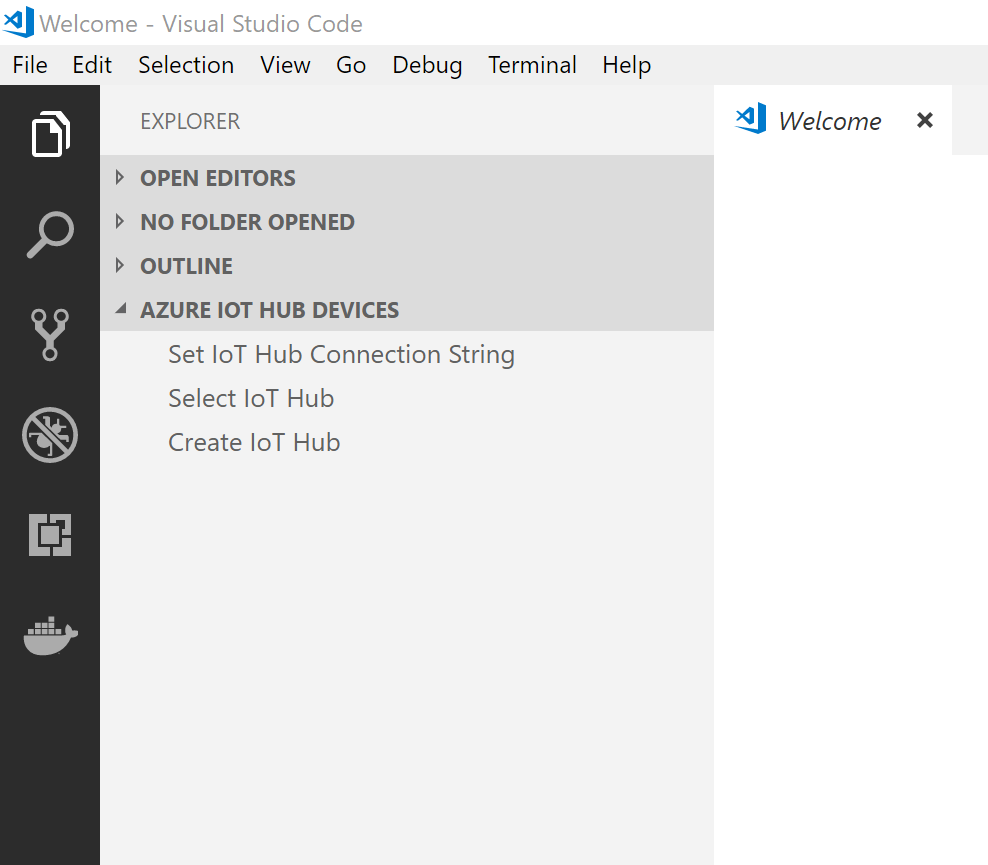 Welcome - Visual Studio Code
File Edit Selection View Go Debug Terminal Help
EXPLORER
Welcome
OPEN EDITORS
NO FOLDER OPENED
OUTLINE
AZURE IOT HUB DEVICES
Set IoT Hub Connection String
Select IoT Hub
Create IoT Hub